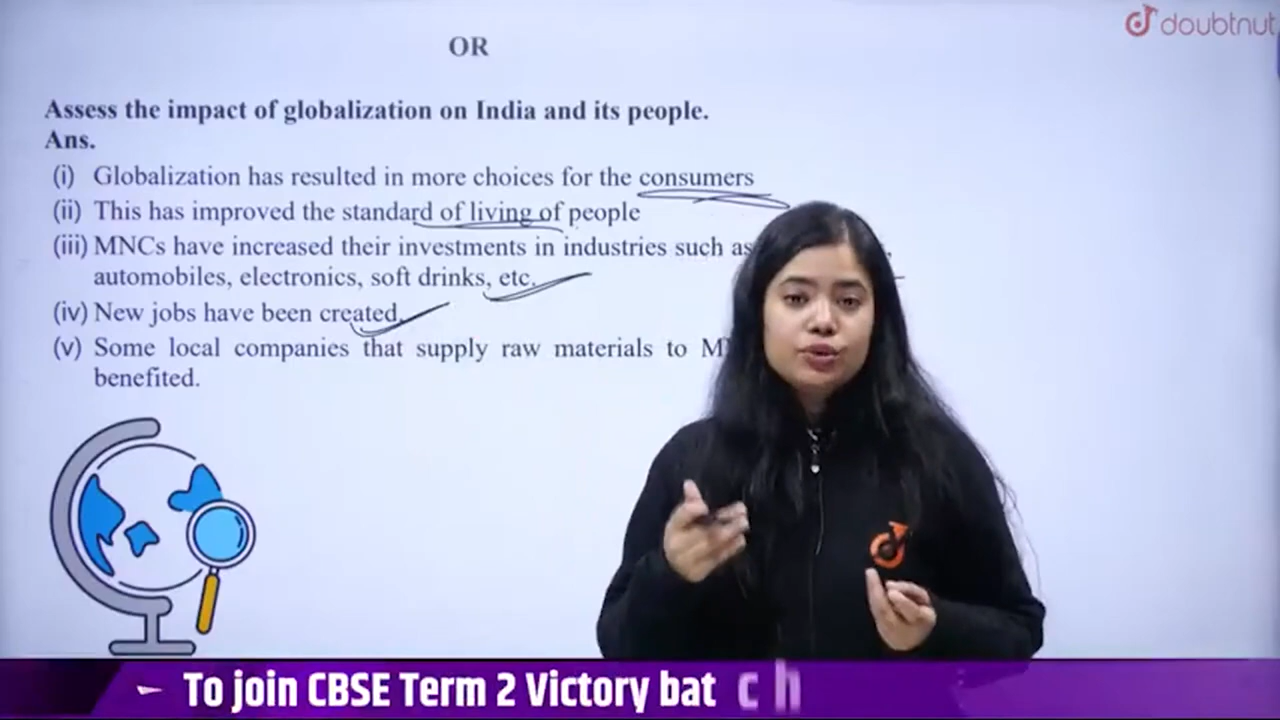 doubtnut
OR
Assess the impact of globalization on India and its people.
Ans.
(i) Globalization has resulted in more choices for the consumers
(ii) This has improved the standard of living of people
(iii) MNCs have increased their investments in industries such as
automobiles, electronics, soft drinks, etc.
(iv) New jobs have been created.
(v) Some local companies that supply raw materials to
benefited.
To join CBSE Term 2 Victory bat c h